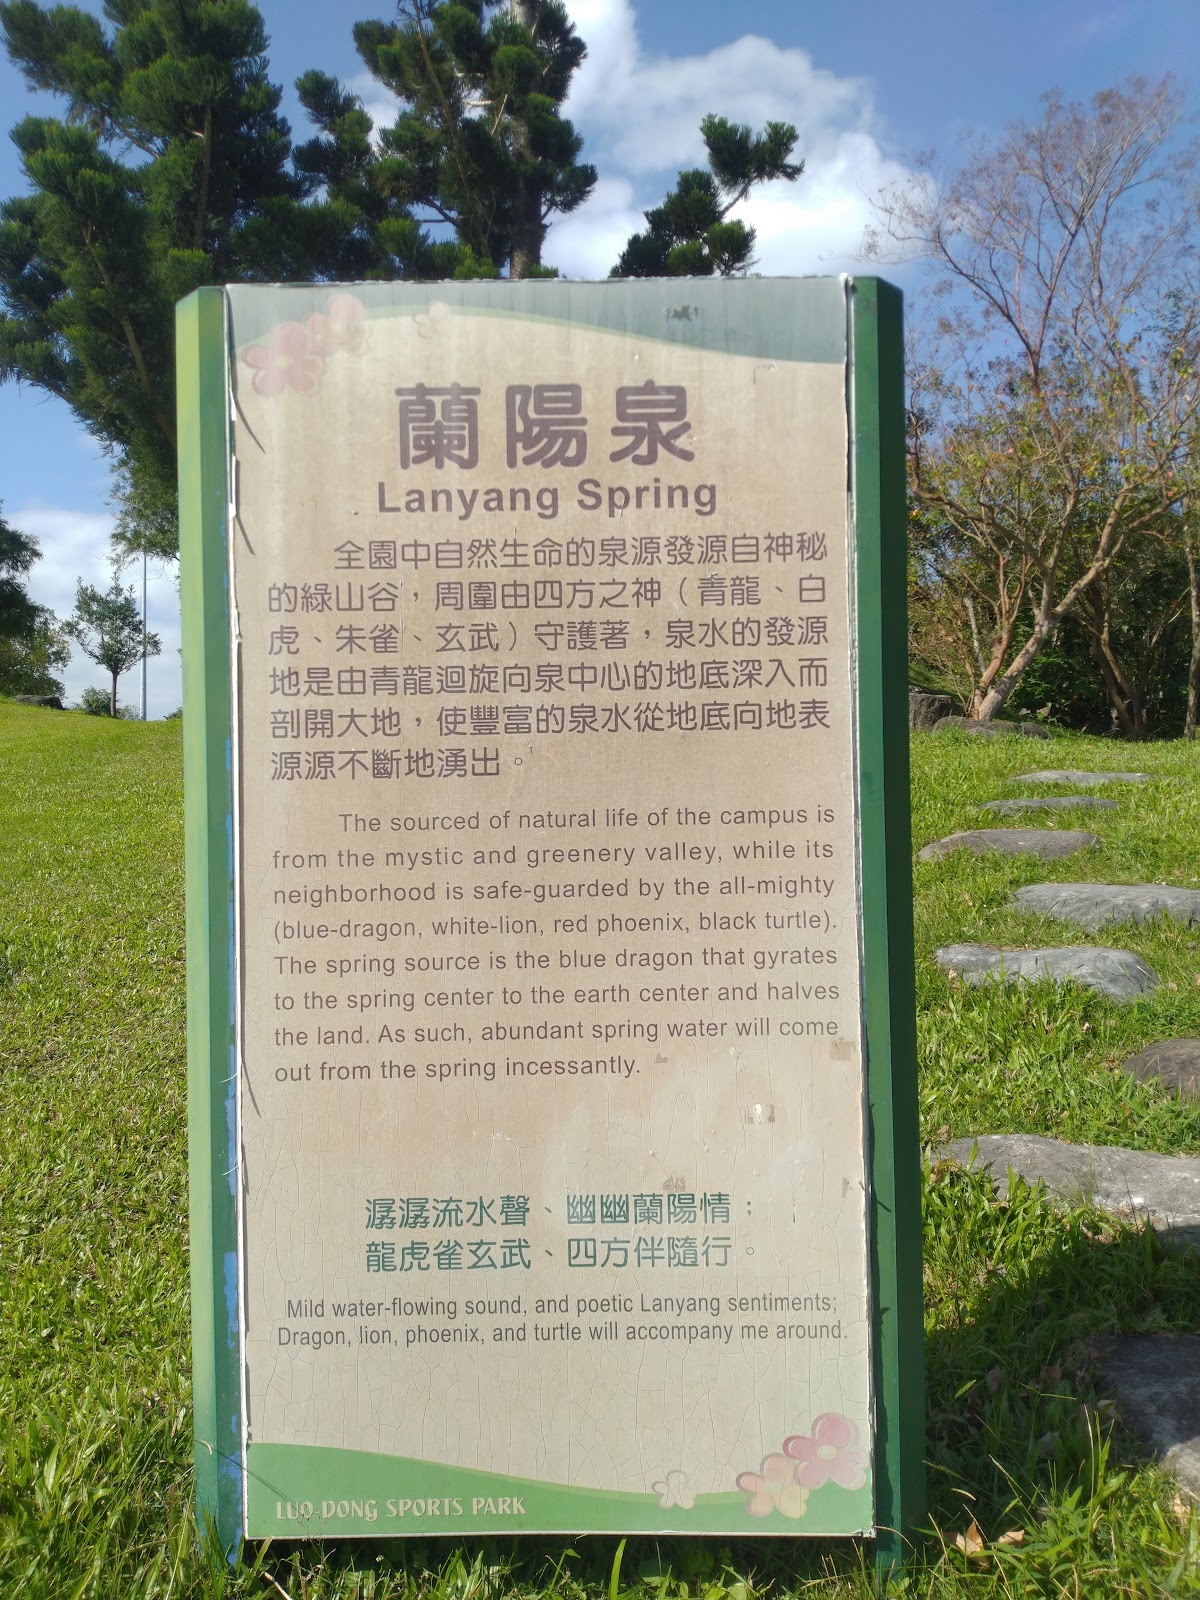 蘭陽泉
Lanyang Spring
全園中自然生命的泉源發源自神秘
的綠山谷，周圍由四方之神（青龍、白
虎、朱雀、玄武）守護著，泉水的發源
地是由青龍迴旋向泉中心的地底深入而
剖開大地，使豐富的泉水從地底向地表
源源不斷地湧出。
The sourced of natural life of the campus is
from the mystic and greenery valley, while its
neighborhood is safe-guarded by the all-mighty
(blue-dragon, white-lion, red phoenix, black turtle).
The spring source is the blue dragon that gyrates
to the spring center to the earth center and halves
the land. As such, abundant spring water will come
out from the spring incessantly.
潺潺流水聲、幽幽蘭陽情；
龍虎雀玄武、四方伴隨行。
Mild water-flowing sound, and poetic Lanyang sentiments;
Dragon, lion, phoenix, and turtle will accompany me around.
LUO-DONG SPORTS PARK